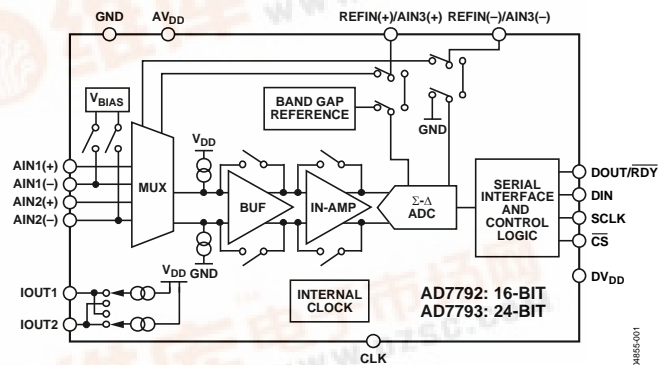 GND
AVDD
REFIN(+)/AIN3(+)
REFIN(–)/AIN3(–)
VBIAS
BAND GAP
REFERENCE
GND
VDD
AIN1(+)
AIN1(–)
AIN2(+)
AIN2(–)
MUX
BUF
IN-AMP
Σ-Δ
ADC
SERIAL
INTERFACE
AND
CONTROL
LOGIC
DOUT/RDY
DIN
SCLK
CS
DVDD
GND
VDD
IOUT1
IOUT2
INTERNAL
CLOCK
AD7792: 16-BIT
AD7793: 24-BIT
CLK
04855-001